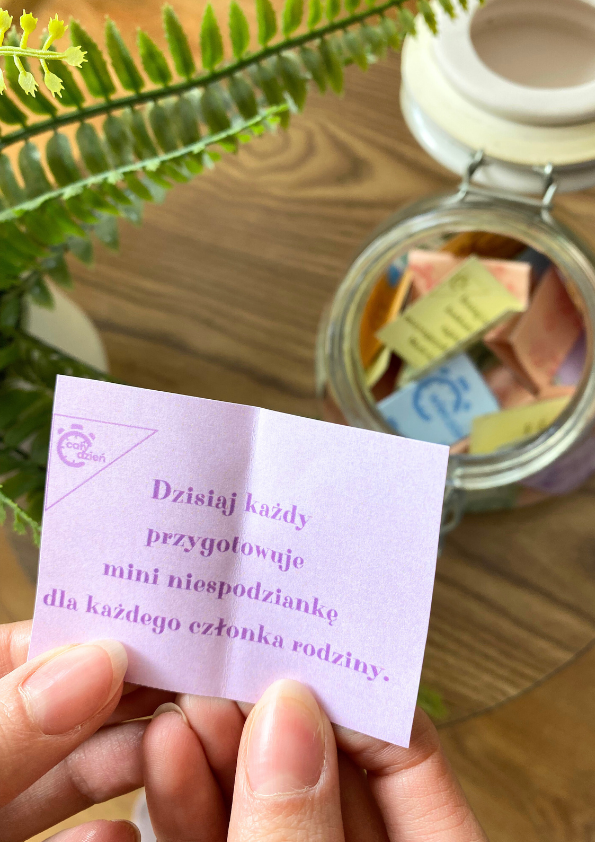 cały
dzień
Dzisiaj każdy
przygotowuje
mini niespodziankę
dla każdego członka rodziny.